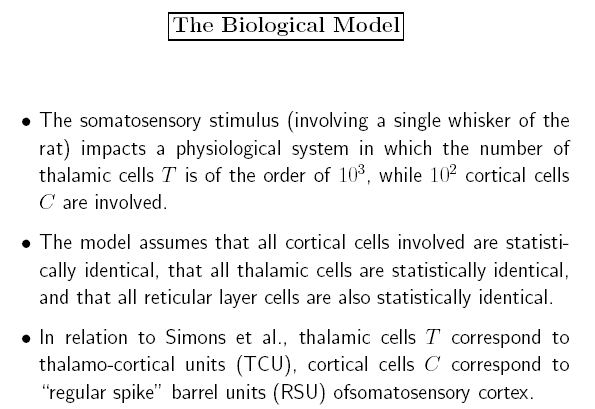 The Biological Model
• The somatosensory stimulus (involving a single whisker of the
rat) impacts a physiological system in which the number of
thalamic cells T is of the order of 10³, while 10² cortical cells
C are involved.
• The model assumes that all cortical cells involved are statisti-
cally identical, that all thalamic cells are statistically identical,
and that all reticular layer cells are also statistically identical.
• In relation to Simons et al., thalamic cells T correspond to
thalamo-cortical units (TCU), cortical cells C correspond to
“regular spike” barrel units (RSU) ofsomatosensory cortex.